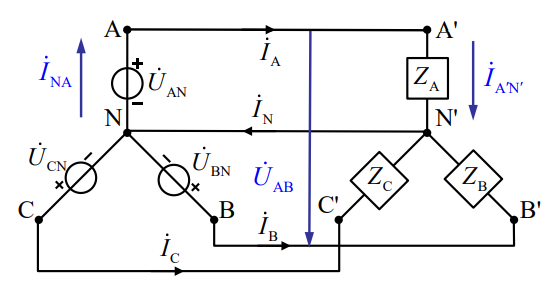 A A'
İ_A
İ_NA + U̇_AN Z_A İ_A'N'
−
N İ_N N'
U̇_CN − − U̇_BN U̇_AB Z_C Z_B
+ +
C B C' B'
İ_B
İ_C